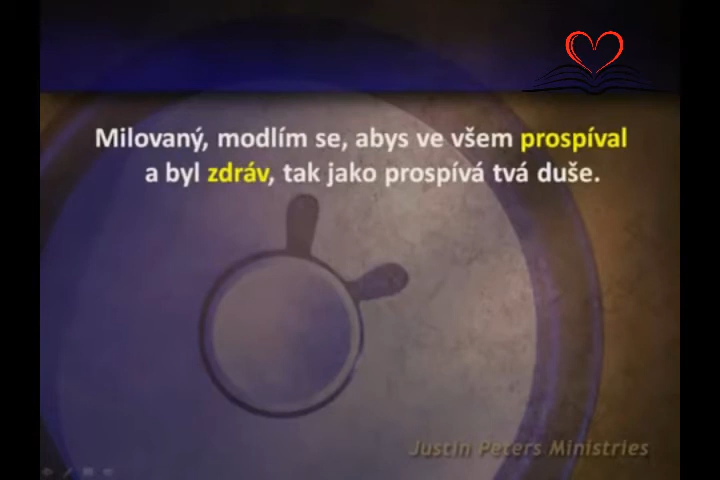 Milovaný, modlím se, abys ve všem prospíval
a byl zdráv, tak jako prospívá tvá duše.
Justin Peters Ministries